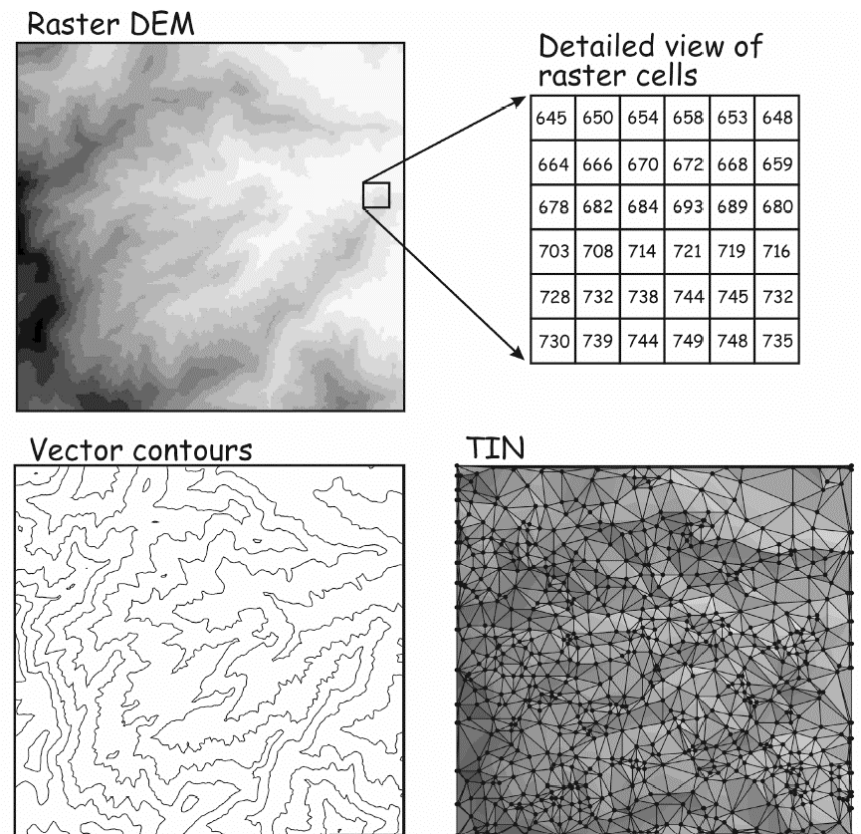 Raster DEM
Detailed view of
raster cells
645 650 654 658 653 648
664 666 670 672 668 659
678 682 684 693 689 680
703 708 714 721 719 716
728 732 738 744 745 732
730 739 744 749 748 735
Vector contours
TIN